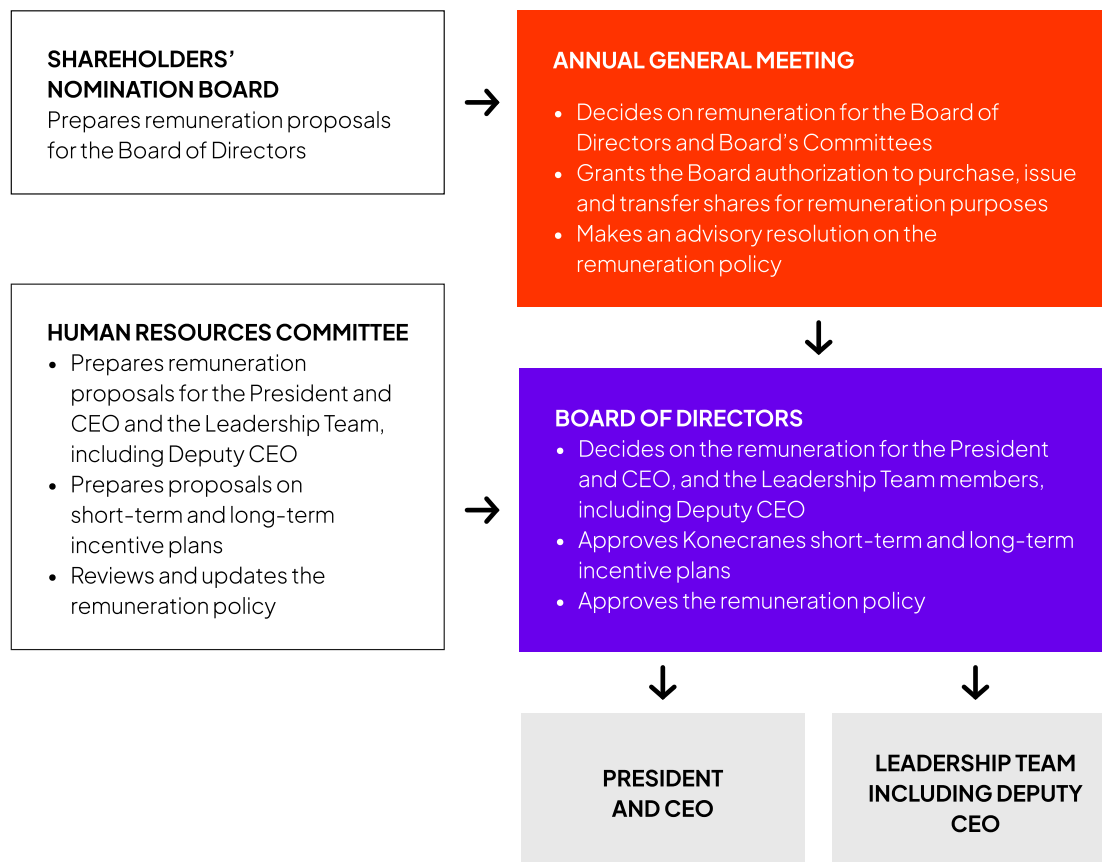 SHAREHOLDERS’
NOMINATION BOARD
Prepares remuneration proposals
for the Board of Directors
ANNUAL GENERAL MEETING
• Decides on remuneration for the Board of
Directors and Board’s Committees
• Grants the Board authorization to purchase, issue
and transfer shares for remuneration purposes
• Makes an advisory resolution on the
remuneration policy
HUMAN RESOURCES COMMITTEE
• Prepares remuneration
proposals for the President and
CEO and the Leadership Team,
including Deputy CEO
• Prepares proposals on
short-term and long-term
incentive plans
• Reviews and updates the
remuneration policy
BOARD OF DIRECTORS
• Decides on the remuneration for the President
and CEO, and the Leadership Team members,
including Deputy CEO
• Approves Konecranes short-term and long-term
incentive plans
• Approves the remuneration policy
PRESIDENT
AND CEO
LEADERSHIP TEAM
INCLUDING DEPUTY
CEO